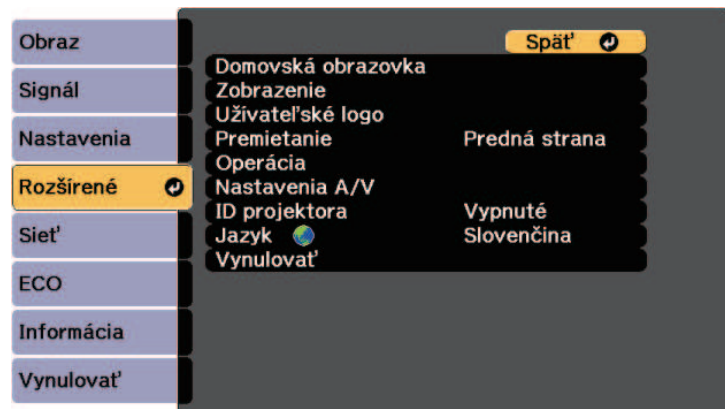 Obraz
Signál
Nastavenia
Rozšírené
Sieť
ECO
Informácia
Vynulovať
Späť
Domovská obrazovka
Zobrazenie
Užívateľské logo
Premietanie Predná strana
Operácia
Nastavenia A/V
ID projektora Vypnuté
Jazyk Slovenčina
Vynulovať